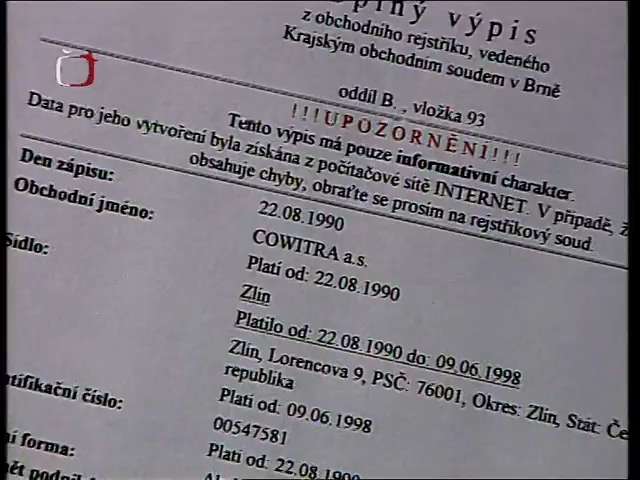 výpis
z obchodního rejstříku, vedeného
Krajským obchodním soudem v Brně
oddíl B. , vložka 93
!!!UPOZORNĚNI!!!
Tento výpis má pouze informativní charakter.
Data pro jeho vytvoření byla získána z počítačové sítě INTERNET. V případě,
obsahuje chyby, obraťte se prosím na rejstříkový soud
Den zápisu:
22.08.1990
Obchodní jméno:
COWITRA a.s.
Platí od: 22.08.1990
Sídlo:
Zlín
Platilo od: 22.08.1990 do: 09.06.1998
Zlín, Lorencova 9, PSČ: 76001, Okres: Zlín, Stát: Če
republika
Platí od: 09.06.1998
ntifikační číslo:
00547581
Platí od: 22.08.1990
í forma: